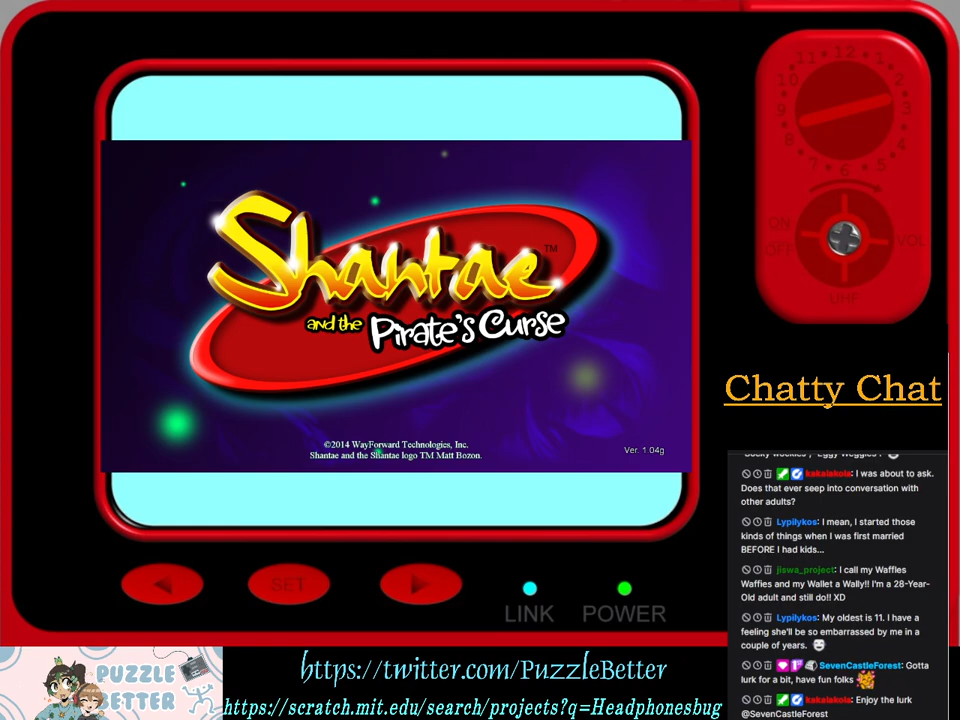 11 12 1
10 2
9 3
8 4
7 6 5
ON
OFF
VOL
UHF
Shantae
TM
and the Pirate's Curse
©2014 WayForward Technologies, Inc.
Shantae and the Shantae logo TM Matt Bozon.
Ver. 1.04g
SET
LINK
POWER
Chatty Chat
kakalakola: I was about to ask.
Does that ever seep into conversation with
other adults?
Lypilykos: I mean, I started those
kinds of things when I was first married
BEFORE I had kids...
jiswa_project: I call my Waffles
Waffies and my Wallet a Wally!! I'm a 28-Year-
Old adult and still do!! XD
Lypilykos: My oldest is 11. I have a
feeling she'll be so embarrassed by me in a
couple of years.
SevenCastleForest: Gotta
lurk for a bit, have fun folks
kakalakola: Enjoy the lurk
@SevenCastleForest
PUZZLE
BETTER
https://twitter.com/PuzzleBetter
https://scratch.mit.edu/search/projects?q=Headphonesbug